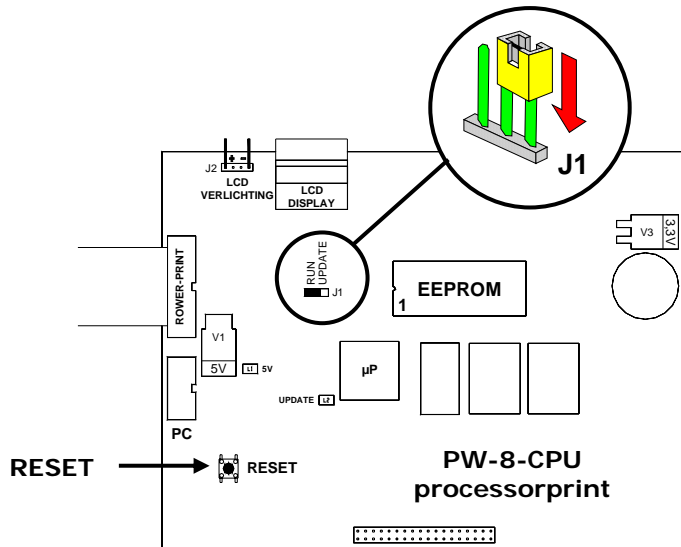 J1
J2
+ -
LCD
VERLICHTING
LCD
DISPLAY
RUN
UPDATE
J1
V3
3,3V
ROWER-PRINT
EEPROM
1
V1
5V
L1
5V
µP
UPDATE
L2
PC
RESET
RESET
PW-8-CPU
processorprint